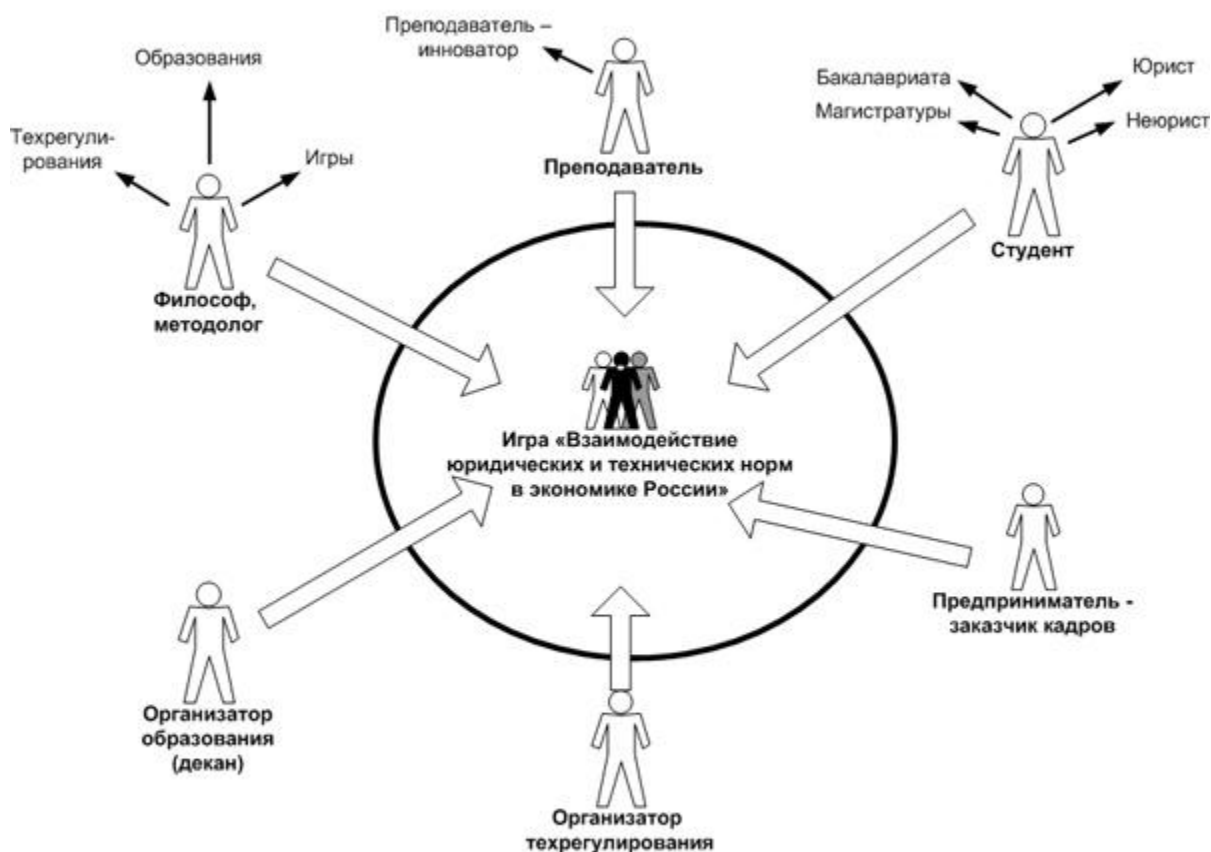 Образования
Техрегули-
рования
Игры
Философ,
методолог
Преподаватель –
инноватор
Преподаватель
Бакалавриата
Магистратуры
Юрист
Неюрист
Студент
Игра «Взаимодействие
юридических и технических норм
в экономике России»
Предприниматель -
заказчик кадров
Организатор
образования
(декан)
Организатор
техрегулирования